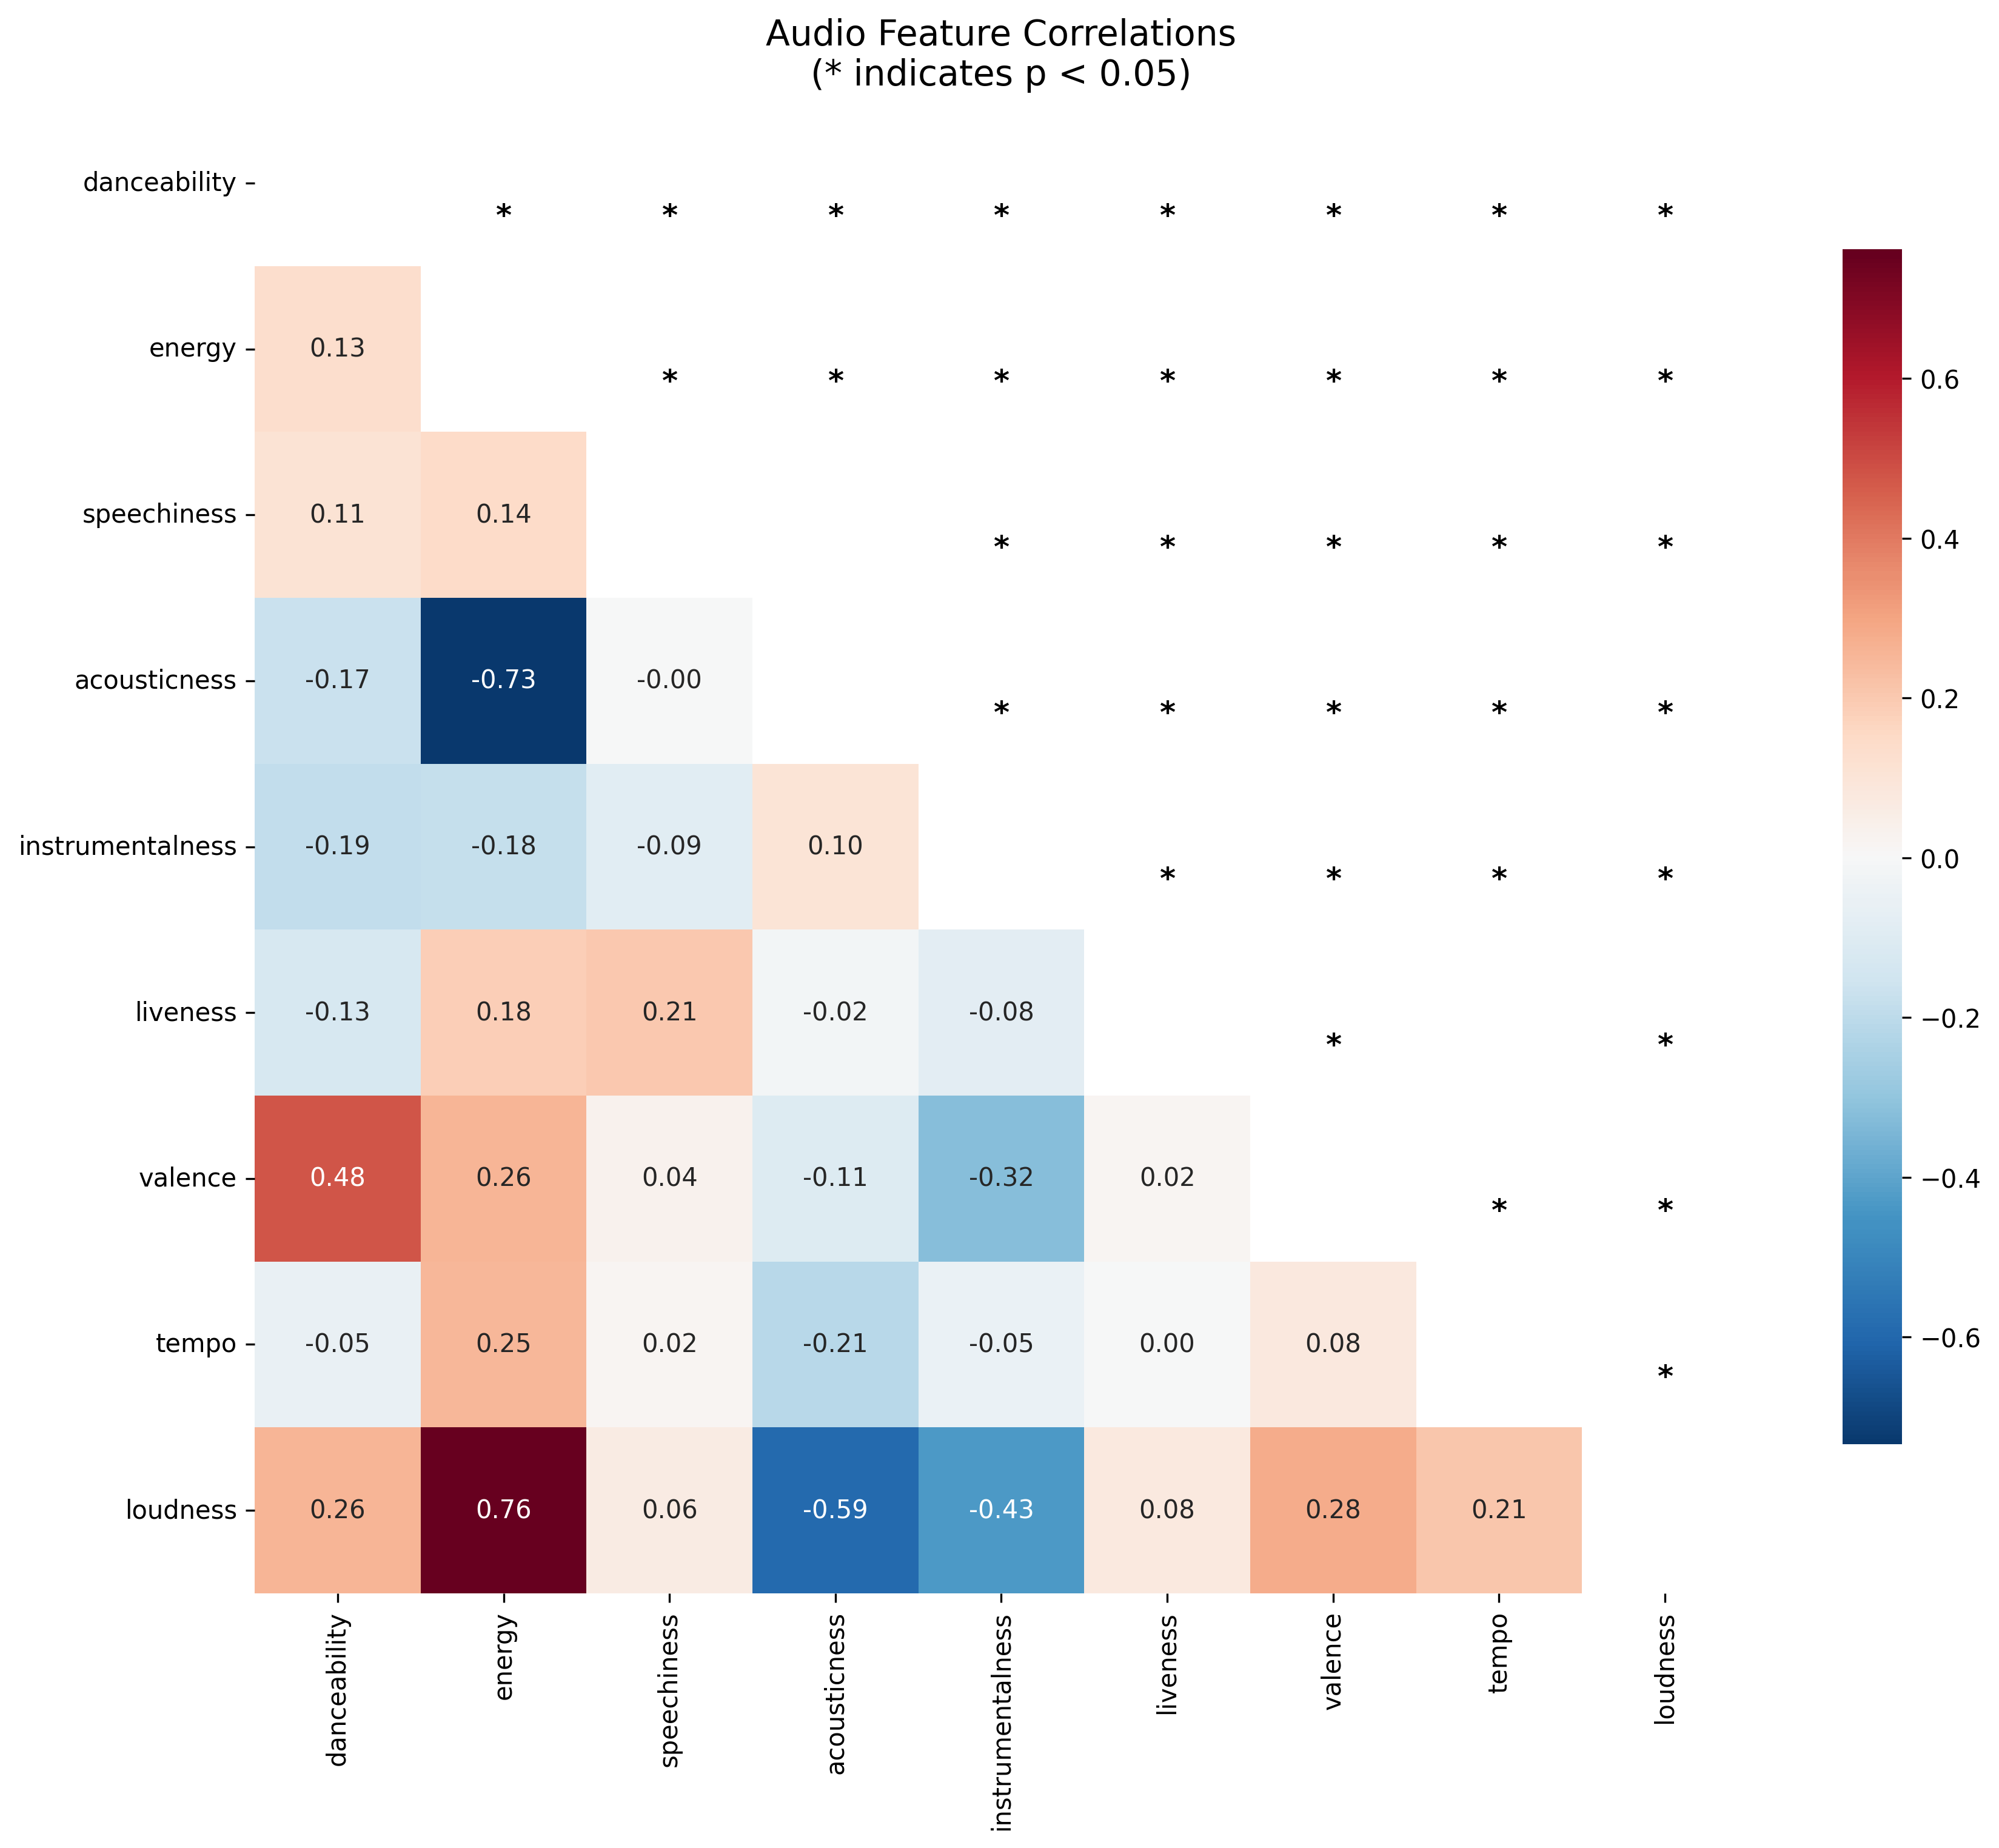 Audio Feature Correlations
(* indicates p < 0.05)
danceability
* * * * * * * *
energy 0.13
* * * * * * *
0.6
speechiness 0.11 0.14
* * * * *
0.4
acousticness -0.17 -0.73 -0.00
0.2
* * * * *
instrumentalness -0.19 -0.18 -0.09 0.10
0.0
* * * *
liveness -0.13 0.18 0.21 -0.02 -0.08
−0.2
* *
valence 0.48 0.26 0.04 -0.11 -0.32 0.02
−0.4
* *
tempo -0.05 0.25 0.02 -0.21 -0.05 0.00 0.08
−0.6
*
loudness 0.26 0.76 0.06 -0.59 -0.43 0.08 0.28 0.21
danceability
energy
speechiness
acousticness
instrumentalness
liveness
valence
tempo
loudness